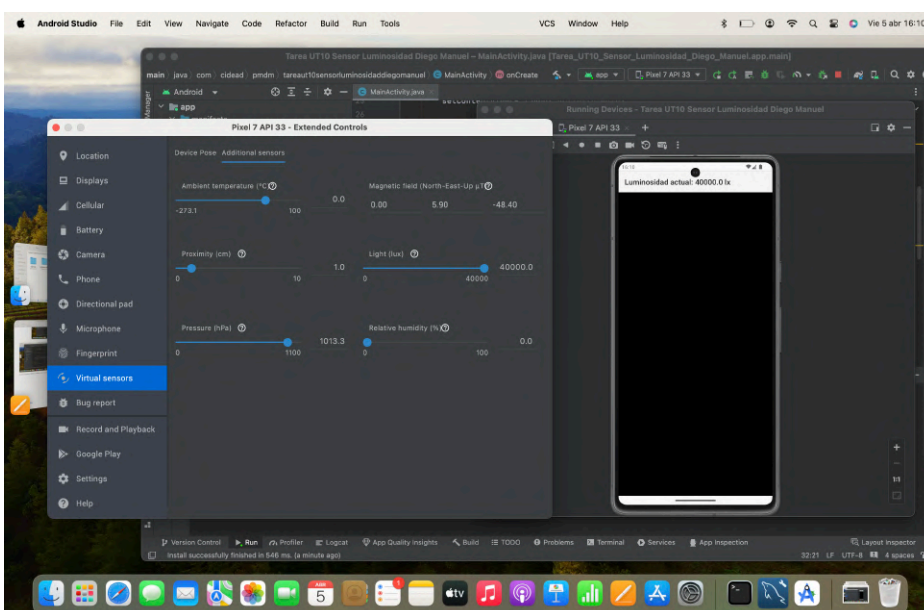 Android Studio File Edit View Navigate Code Refactor Build Run Tools VCS Window Help Vie 5 abr 16:10
Tarea UT10 Sensor Luminosidad Diego Manuel – MainActivity.java [Tarea_UT10_Sensor_Luminosidad_Diego_Manuel.app.main]
main java com cidead pmdm tareaut10sensorluminosidaddiegomanuel MainActivity onCreate app Pixel 7 API 33
Android MainActivity.java
app
Running Devices - Tarea UT10 Sensor Luminosidad Diego Manuel
Pixel 7 API 33
Pixel 7 API 33 - Extended Controls
Location
Displays
Cellular
Battery
Camera
Phone
Directional pad
Microphone
Fingerprint
Virtual sensors
Bug report
Record and Playback
Google Play
Settings
Help
Device Pose Additional sensors
Ambient temperature (°C)
0.0
-273.1 100
Magnetic field (North-East-Up μT)
0.00 5.90 -48.40
Proximity (cm)
1.0
0 10
Light (lux)
40000.0
0 40000
Pressure (hPa)
1013.3
0 1100
Relative humidity (%)
0.0
0 100
16:10
Luminosidad actual: 40000.0 lx
1:1
Version Control Run Profiler Logcat App Quality Insights Build TODO Problems Terminal Services App Inspection Layout Inspector
Install successfully finished in 546 ms. (a minute ago) 32:21 LF UTF-8 4 spaces
5
1
tv